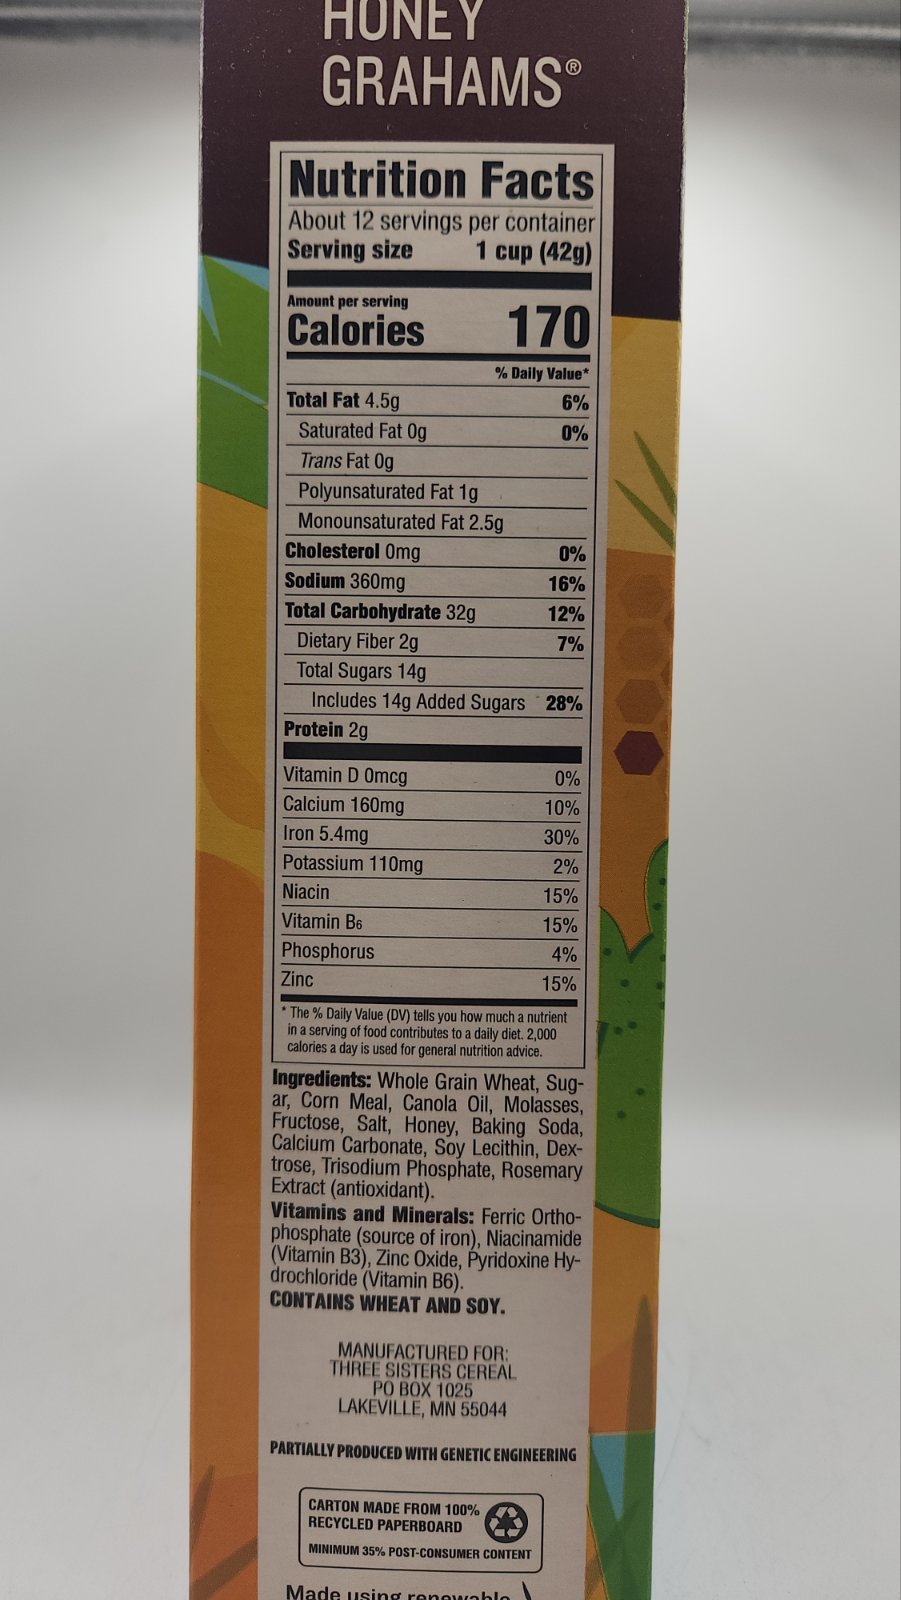 HONEY
GRAHAMS®
Nutrition Facts
About 12 servings per container
Serving size 1 cup (42g)
Amount per serving
Calories 170
% Daily Value*
Total Fat 4.5g 6%
Saturated Fat 0g 0%
Trans Fat 0g
Polyunsaturated Fat 1g
Monounsaturated Fat 2.5g
Cholesterol 0mg 0%
Sodium 360mg 16%
Total Carbohydrate 32g 12%
Dietary Fiber 2g 7%
Total Sugars 14g
Includes 14g Added Sugars 28%
Protein 2g
Vitamin D 0mcg 0%
Calcium 160mg 10%
Iron 5.4mg 30%
Potassium 110mg 2%
Niacin 15%
Vitamin B6 15%
Phosphorus 4%
Zinc 15%
* The % Daily Value (DV) tells you how much a nutrient
in a serving of food contributes to a daily diet. 2,000
calories a day is used for general nutrition advice.
Ingredients: Whole Grain Wheat, Sug-
ar, Corn Meal, Canola Oil, Molasses,
Fructose, Salt, Honey, Baking Soda,
Calcium Carbonate, Soy Lecithin, Dex-
trose, Trisodium Phosphate, Rosemary
Extract (antioxidant).
Vitamins and Minerals: Ferric Ortho-
phosphate (source of iron), Niacinamide
(Vitamin B3), Zinc Oxide, Pyridoxine Hy-
drochloride (Vitamin B6).
CONTAINS WHEAT AND SOY.
MANUFACTURED FOR:
THREE SISTERS CEREAL
PO BOX 1025
LAKEVILLE, MN 55044
PARTIALLY PRODUCED WITH GENETIC ENGINEERING
CARTON MADE FROM 100%
RECYCLED PAPERBOARD
MINIMUM 35% POST-CONSUMER CONTENT
Made using renewable